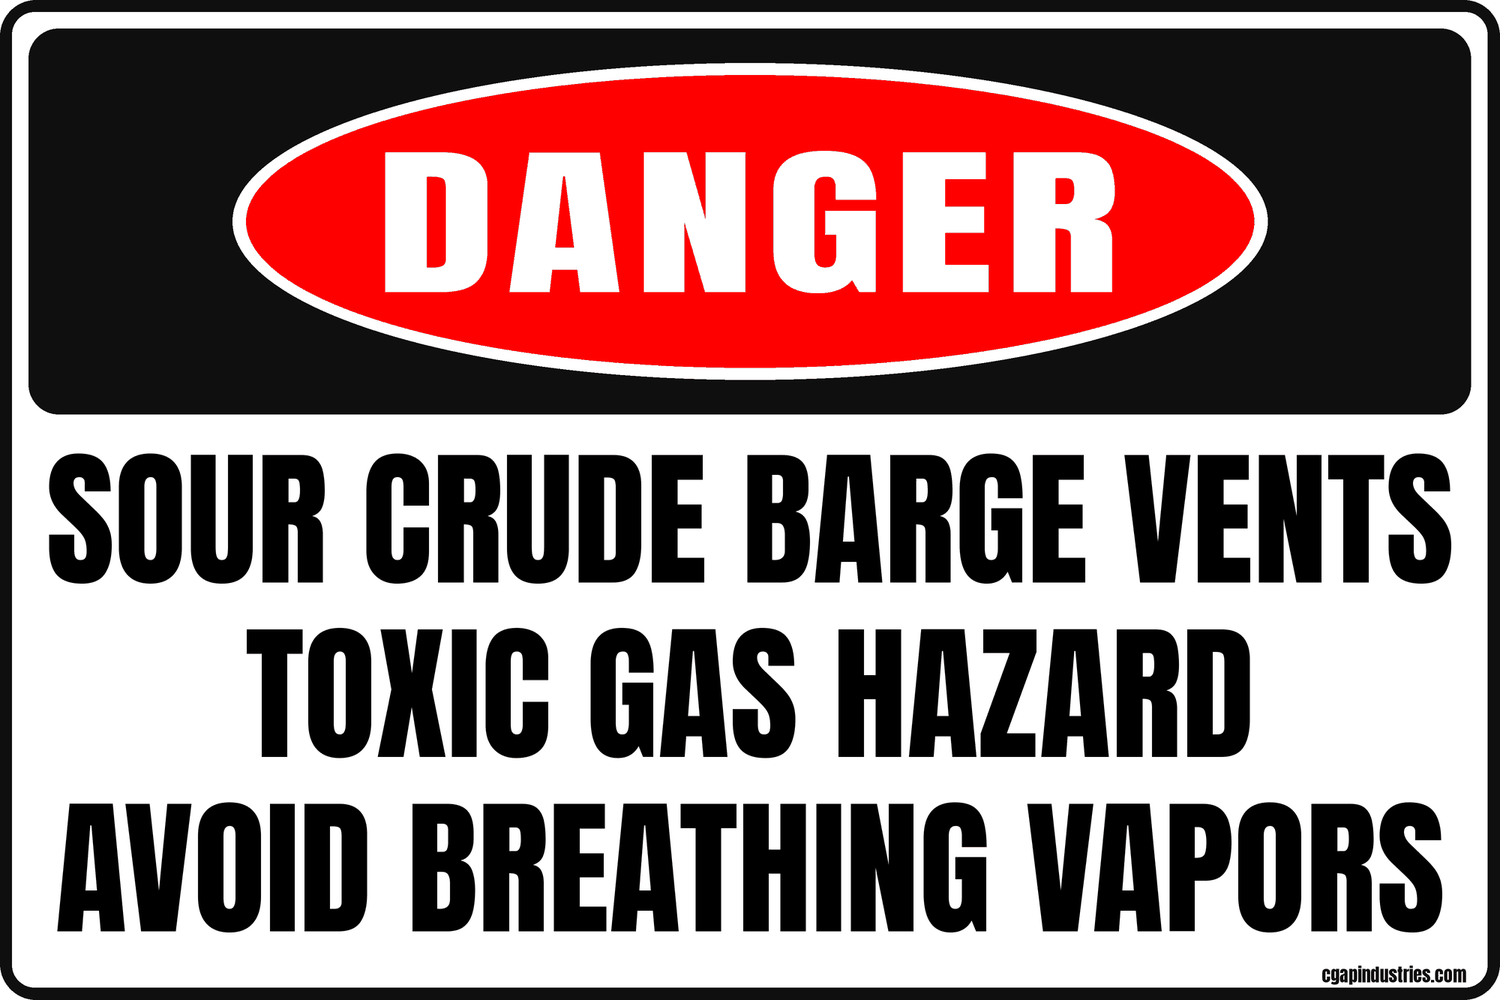 DANGER
SOUR CRUDE BARGE VENTS
TOXIC GAS HAZARD
AVOID BREATHING VAPORS
cgapindustries.com